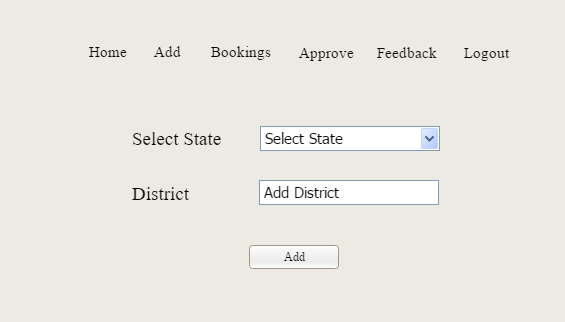 Home Add Bookings Approve Feedback Logout
Select State Select State
District Add District
Add